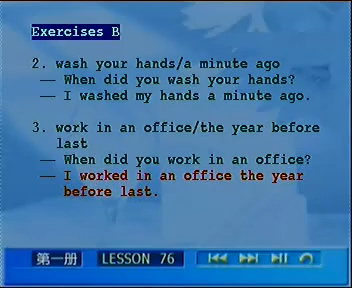 Exercises B
2. wash your hands/a minute ago
— When did you wash your hands?
— I washed my hands a minute ago.
3. work in an office/the year before
last
— When did you work in an office?
— I worked in an office the year
before last.
第一册 LESSON 76